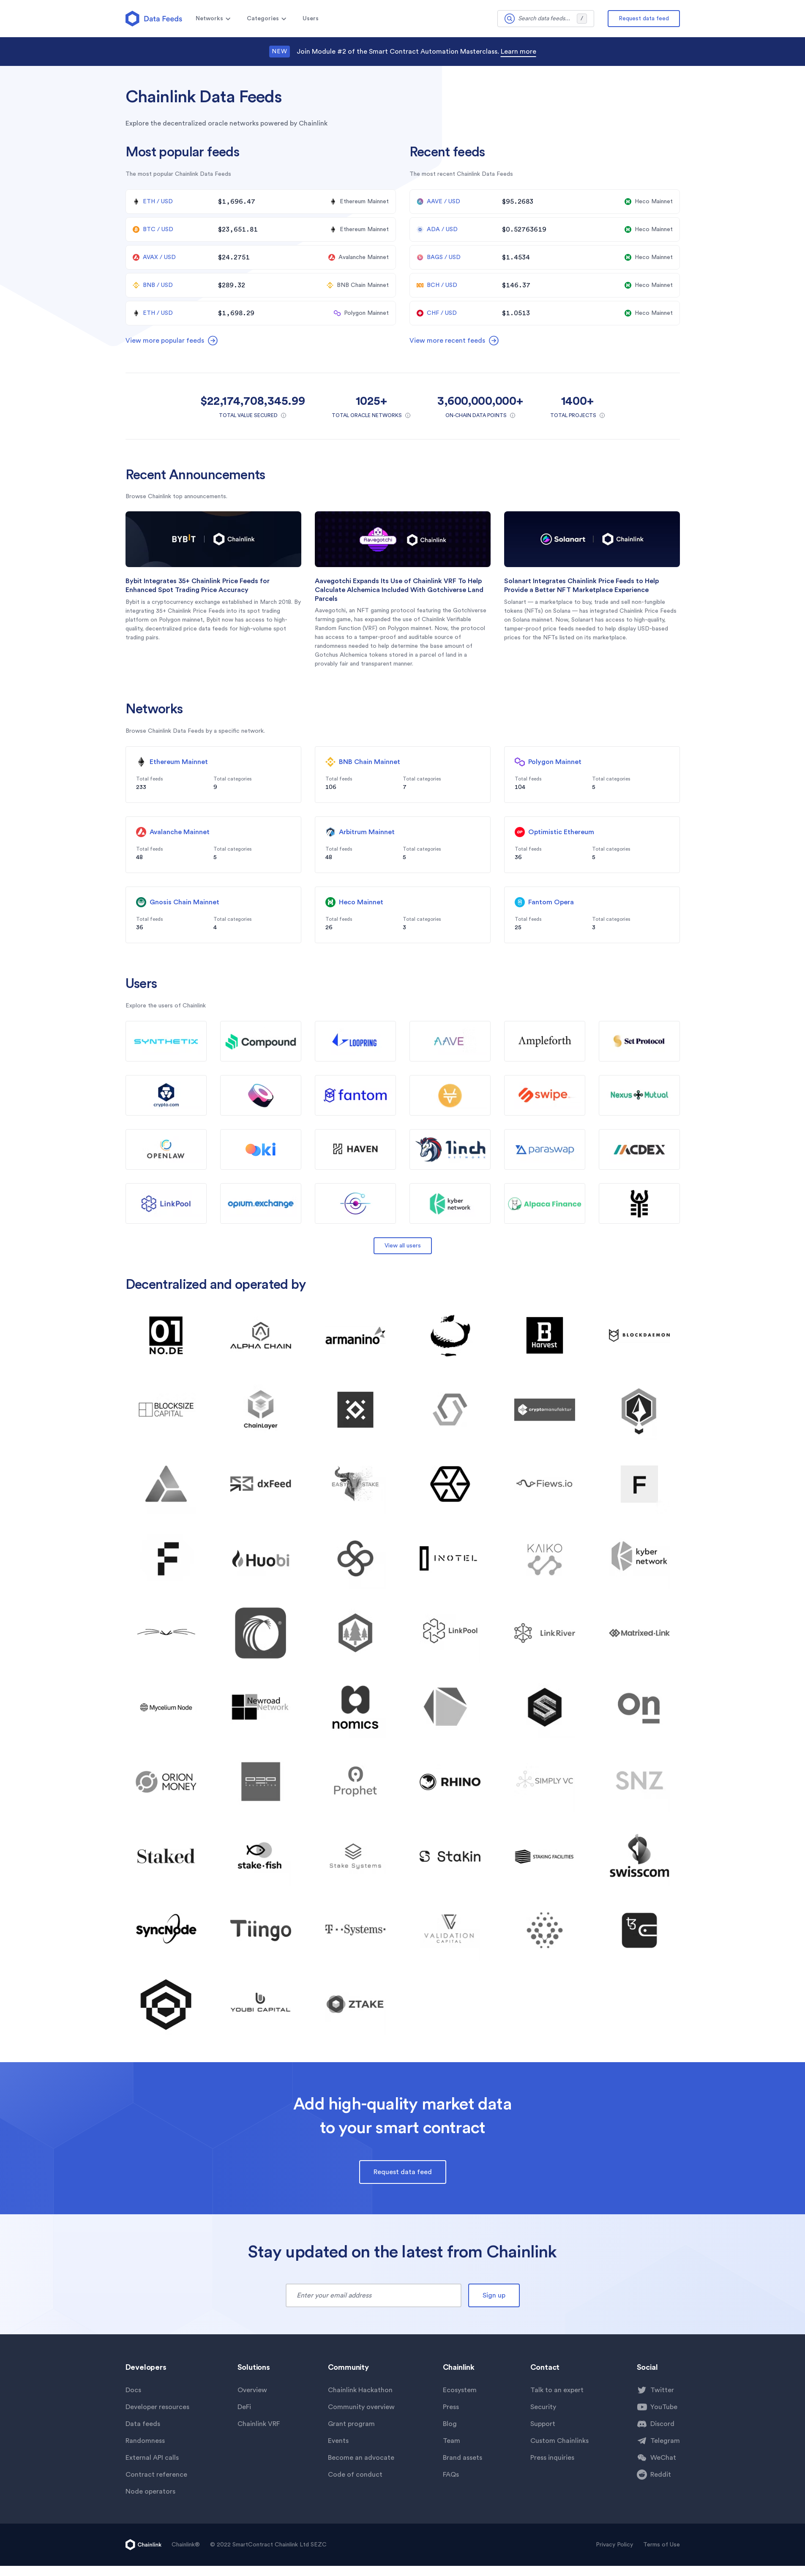 Data Feeds
Networks
Categories
Users
Search data feeds...
/
Request data feed
NEW Join Module #2 of the Smart Contract Automation Masterclass. Learn more
Chainlink Data Feeds
Explore the decentralized oracle networks powered by Chainlink
Most popular feeds
The most popular Chainlink Data Feeds
ETH / USD $1,696.47 Ethereum Mainnet
BTC / USD $23,651.81 Ethereum Mainnet
AVAX / USD $24.2751 Avalanche Mainnet
BNB / USD $289.32 BNB Chain Mainnet
ETH / USD $1,698.29 Polygon Mainnet
View more popular feeds
Recent feeds
The most recent Chainlink Data Feeds
AAVE / USD $95.2683 Heco Mainnet
ADA / USD $0.52763619 Heco Mainnet
BAGS / USD $1.4534 Heco Mainnet
BCH / USD $146.37 Heco Mainnet
CHF / USD $1.0513 Heco Mainnet
View more recent feeds
$22,174,708,345.99
TOTAL VALUE SECURED
1025+
TOTAL ORACLE NETWORKS
3,600,000,000+
ON-CHAIN DATA POINTS
1400+
TOTAL PROJECTS
Recent Announcements
Browse Chainlink top announcements.
BYBIT | Chainlink
Bybit Integrates 35+ Chainlink Price Feeds for
Enhanced Spot Trading Price Accuracy
Bybit is a cryptocurrency exchange established in March 2018. By
integrating 35+ Chainlink Price Feeds into its spot trading
platform on Polygon mainnet, Bybit now has access to high-
quality, decentralized price data feeds for high-volume spot
trading pairs.
Aavegotchi Chainlink
Aavegotchi Expands Its Use of Chainlink VRF To Help
Calculate Alchemica Included With Gotchiverse Land
Parcels
Aavegotchi, an NFT gaming protocol featuring the Gotchiverse
farming game, has expanded the use of Chainlink Verifiable
Random Function (VRF) on Polygon mainnet. Now, the protocol
has access to a tamper-proof and auditable source of
randomness needed to help determine the base amount of
Gotchus Alchemica tokens stored in a parcel of land in a
provably fair and transparent manner.
Solanart | Chainlink
Solanart Integrates Chainlink Price Feeds to Help
Provide a Better NFT Marketplace Experience
Solanart — a marketplace to buy, trade and sell non-fungible
tokens (NFTs) on Solana — has integrated Chainlink Price Feeds
on Solana mainnet. Now, Solanart has access to high-quality,
tamper-proof price feeds needed to help display USD-based
prices for the NFTs listed on its marketplace.
Networks
Browse Chainlink Data Feeds by a specific network.
Ethereum Mainnet
Total feeds Total categories
233 9
BNB Chain Mainnet
Total feeds Total categories
106 7
Polygon Mainnet
Total feeds Total categories
104 5
Avalanche Mainnet
Total feeds Total categories
48 5
Arbitrum Mainnet
Total feeds Total categories
48 5
Optimistic Ethereum
Total feeds Total categories
36 5
Gnosis Chain Mainnet
Total feeds Total categories
36 4
Heco Mainnet
Total feeds Total categories
26 3
Fantom Opera
Total feeds Total categories
25 3
Users
Explore the users of Chainlink
SYNTHETIX
Compound
LOOPRING
AAVE
Ampleforth
Set Protocol
crypto.com
fantom
swipe
Nexus Mutual
OPENLAW
oki
HAVEN
1inch
NETWORK
paraswap
MCDEX
LinkPool
opium.exchange
kyber
network
Alpaca Finance
View all users
Decentralized and operated by
01
NO.DE
ALPHA CHAIN
armanino
B
Harvest
BLOCKDAEMON
BLOCKSIZE
CAPITAL
ChainLayer
cryptomanufaktur
dxFeed
EAST STAKE
Fiews.io
F
F
Huobi
INOTEL
KAIKO
kyber
network
LinkPool
LinkRiver
Matrixed·Link
Mycelium Node
Newroad
Network
nomics
On
ORION
MONEY
Prophet
RHINO
SIMPLY VC
SNZ
Staked
stake·fish
Stake Systems
Stakin
STAKING FACILITIES
swisscom
SyncNode
Tiingo
T··Systems·
VALIDATION
CAPITAL
YOUBI CAPITAL
ZTAKE
Add high-quality market data
to your smart contract
Request data feed
Stay updated on the latest from Chainlink
Enter your email address
Sign up
Developers
Docs
Developer resources
Data feeds
Randomness
External API calls
Contract reference
Node operators
Solutions
Overview
DeFi
Chainlink VRF
Community
Chainlink Hackathon
Community overview
Grant program
Events
Become an advocate
Code of conduct
Chainlink
Ecosystem
Press
Blog
Team
Brand assets
FAQs
Contact
Talk to an expert
Security
Support
Custom Chainlinks
Press inquiries
Social
Twitter
YouTube
Discord
Telegram
WeChat
Reddit
Chainlink
Chainlink®
© 2022 SmartContract Chainlink Ltd SEZC
Privacy Policy
Terms of Use